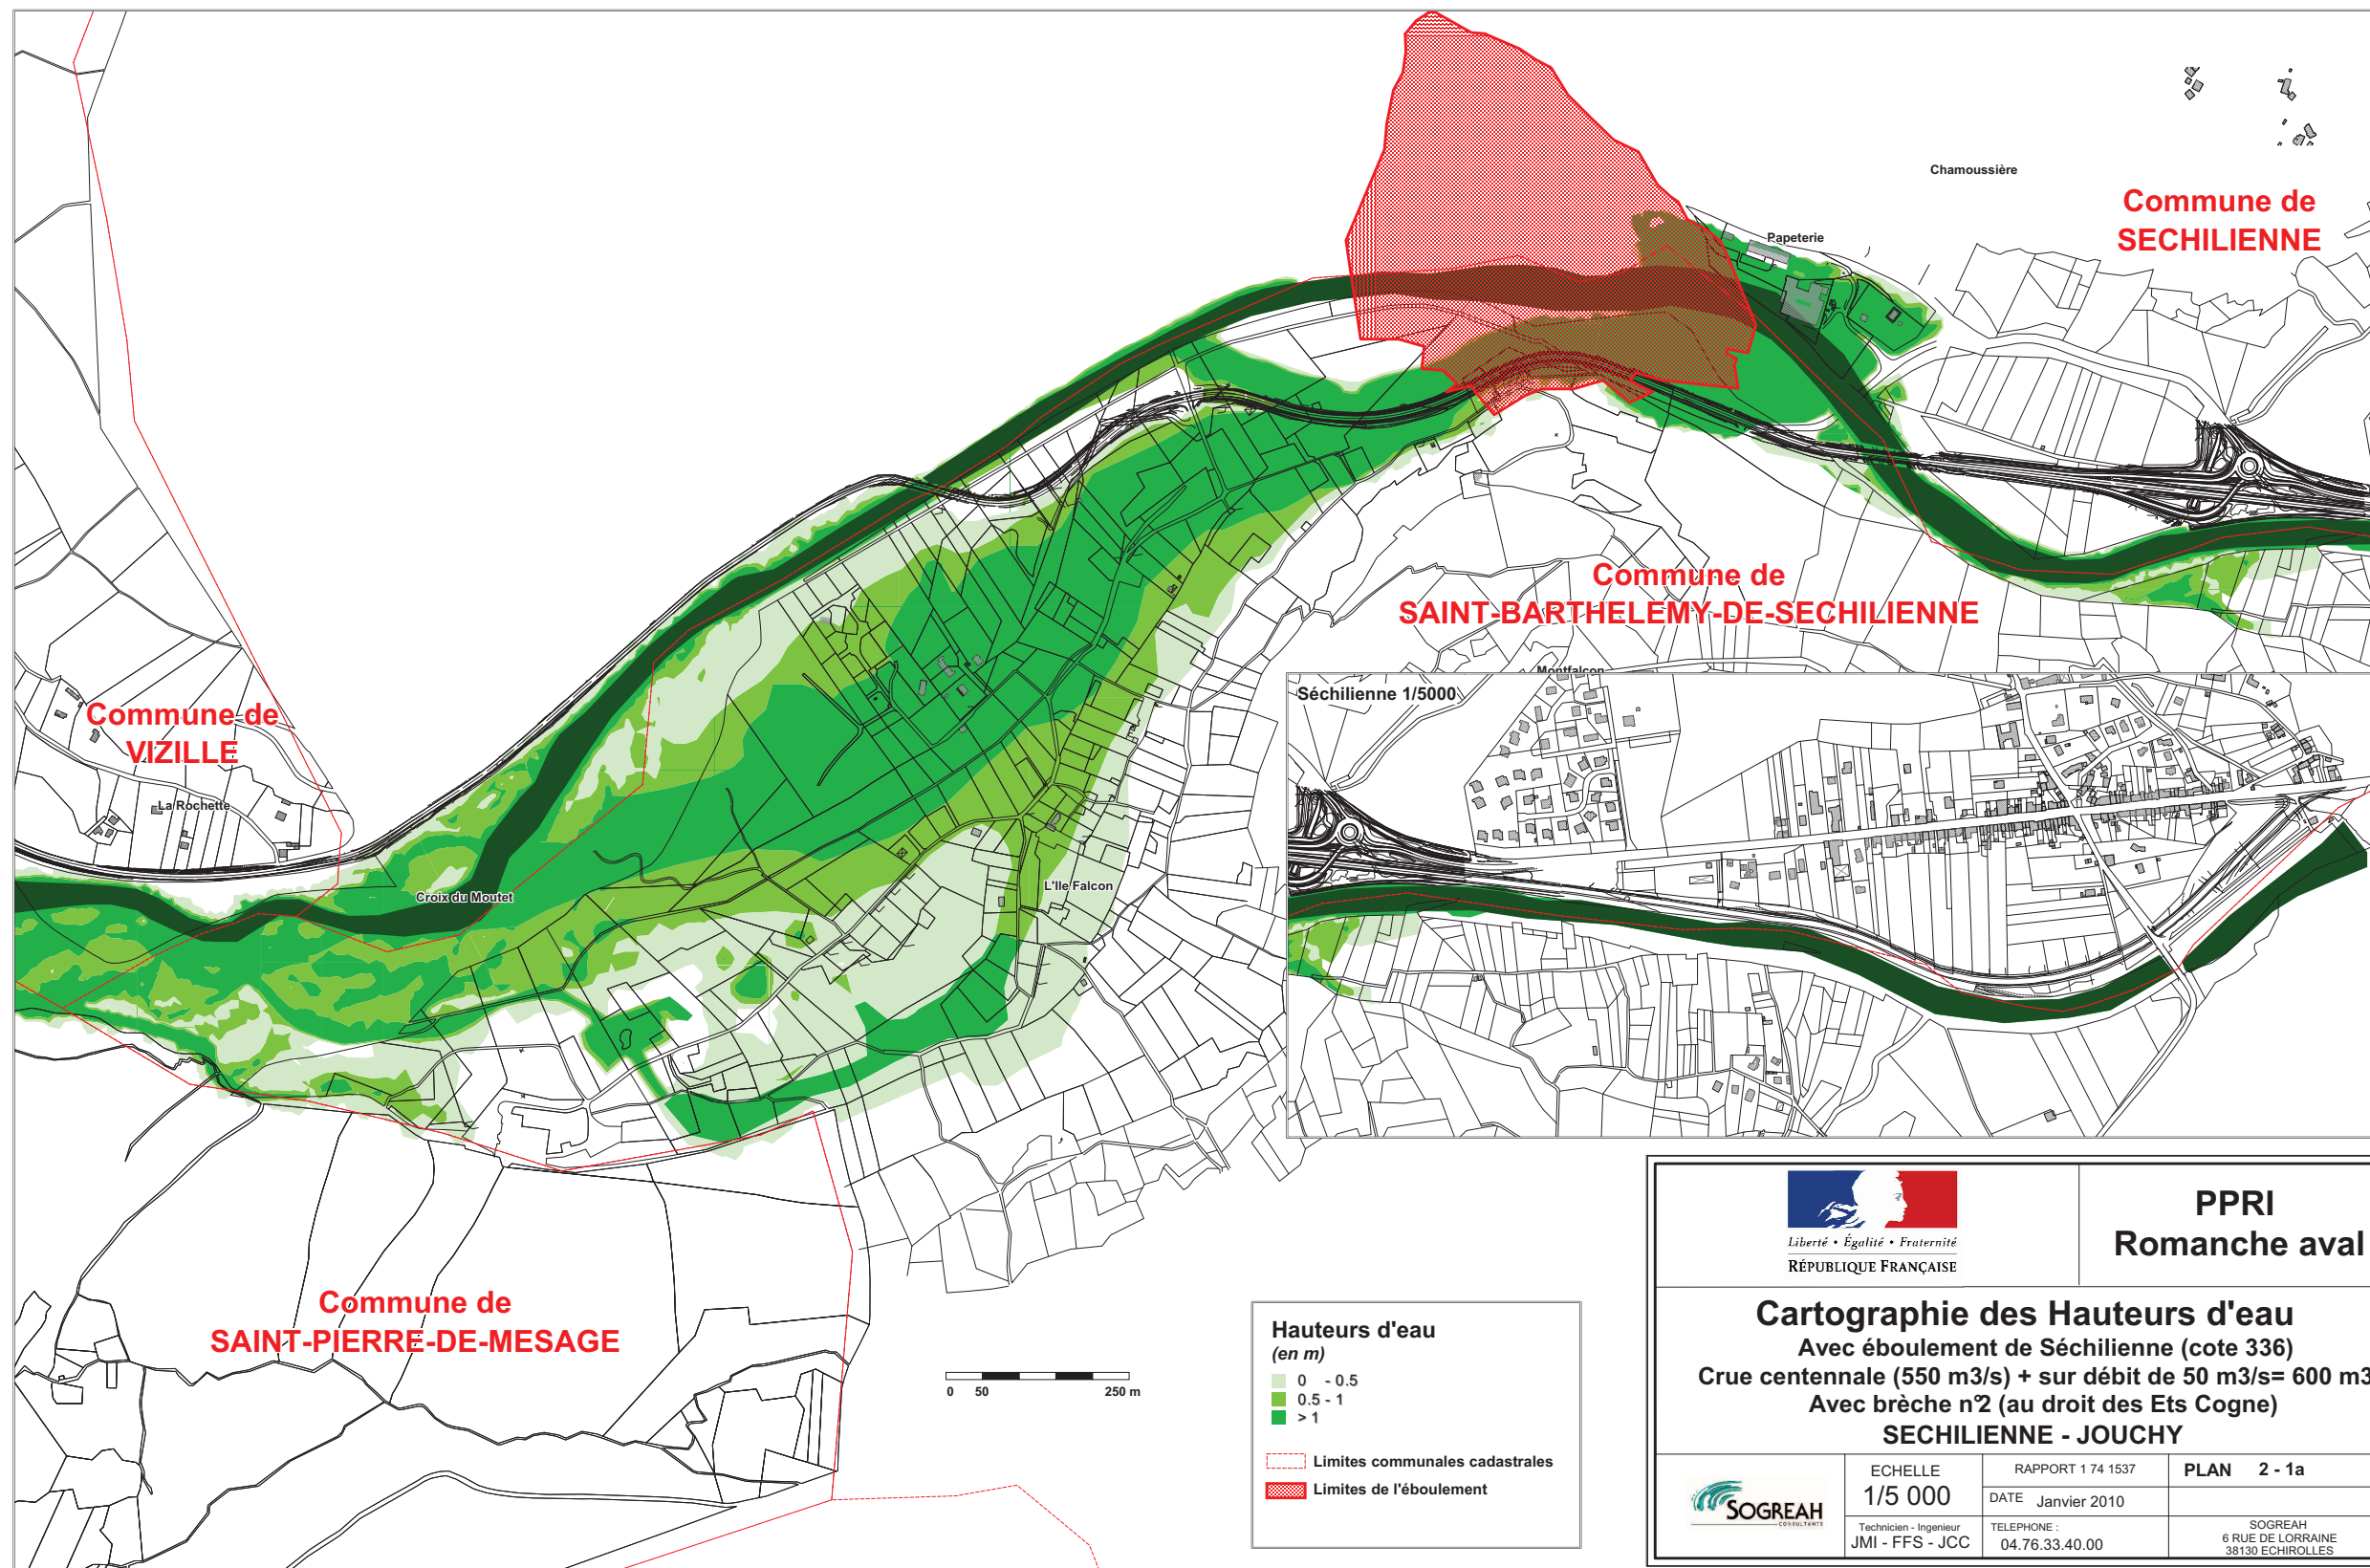 Chamoussière
Commune de
SECHILIENNE
Papeterie
Commune de
SAINT-BARTHELEMY-DE-SECHILIENNE
Montfalcon
Séchilienne 1/5000
Commune de
VIZILLE
La Rochette
Croix du Moutet
L'Ile Falcon
Commune de
SAINT-PIERRE-DE-MESAGE
0 50 250 m
Hauteurs d'eau
(en m)
0 - 0.5
0.5 - 1
> 1
Limites communales cadastrales
Limites de l'éboulement
Liberté • Égalité • Fraternité
RÉPUBLIQUE FRANÇAISE
PPRI
Romanche aval
Cartographie des Hauteurs d'eau
Avec éboulement de Séchilienne (cote 336)
Crue centennale (550 m3/s) + sur débit de 50 m3/s= 600 m3
Avec brèche n°2 (au droit des Ets Cogne)
SECHILIENNE - JOUCHY
SOGREAH
CONSULTANTS
ECHELLE
1/5 000
Technicien - Ingenieur
JMI - FFS - JCC
RAPPORT 1 74 1537
DATE Janvier 2010
TELEPHONE :
04.76.33.40.00
PLAN 2 - 1a
SOGREAH
6 RUE DE LORRAINE
38130 ECHIROLLES